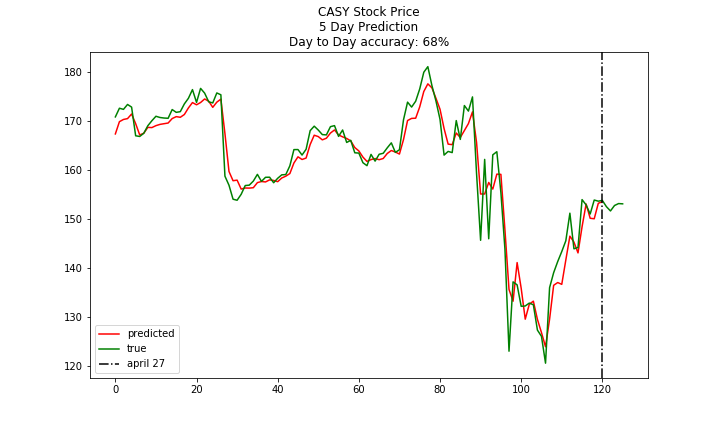 CASY Stock Price
5 Day Prediction
Day to Day accuracy: 68%
180
170
160
150
140
130
120
predicted
true
april 27
0 20 40 60 80 100 120